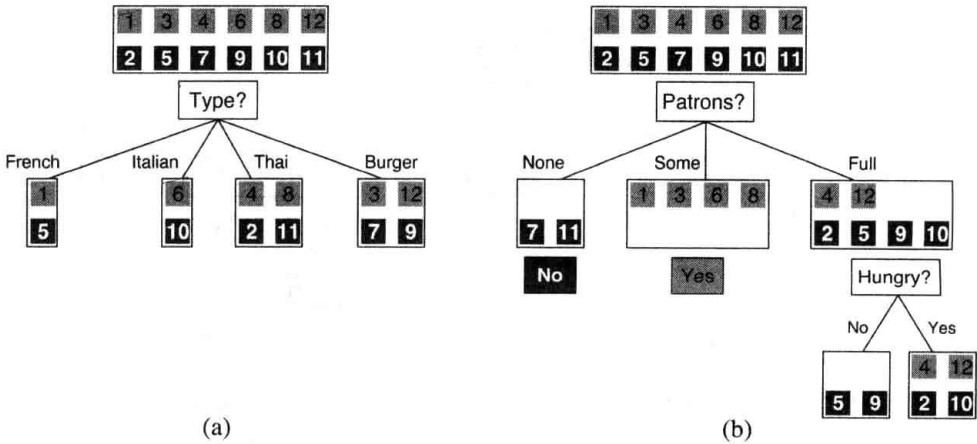 1 3 4 6 8 12
2 5 7 9 10 11
Type?
French Italian Thai Burger
1 6 4 8 3 12
5 10 2 11 7 9
(a)
1 3 4 6 8 12
2 5 7 9 10 11
Patrons?
None Some Full
1 3 6 8 4 12
7 11 2 5 9 10
No Yes Hungry?
No Yes
4 12
5 9 2 10
(b)